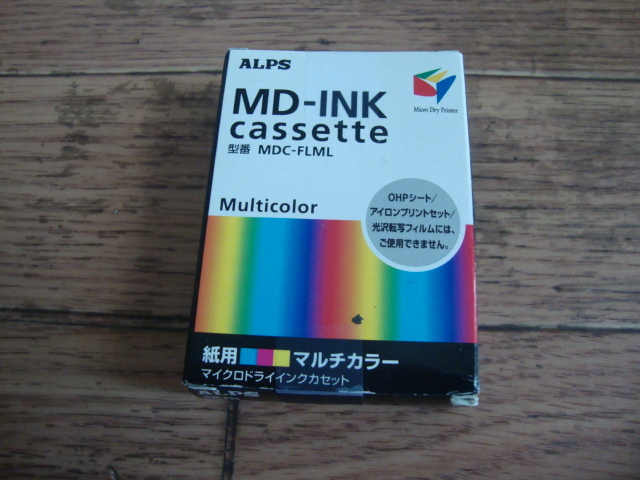 ALPS
Micro Dry Printer
MD-INK
cassette
型番 MDC-FLML
Multicolor
OHPシート/
アイロンプリントセット/
光沢転写フィルムには、
ご使用できません。
紙用 マルチカラー
マイクロドライインクカセット
ALPS